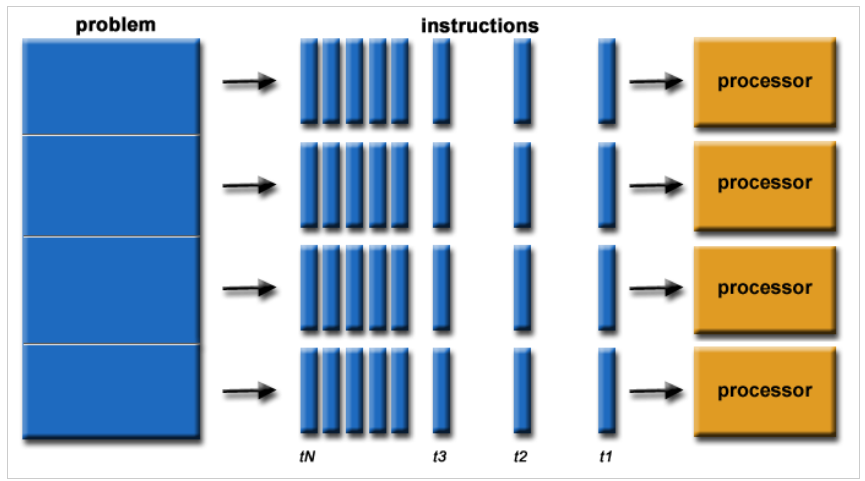 problem
instructions
processor
processor
processor
processor
tN
t3
t2
t1